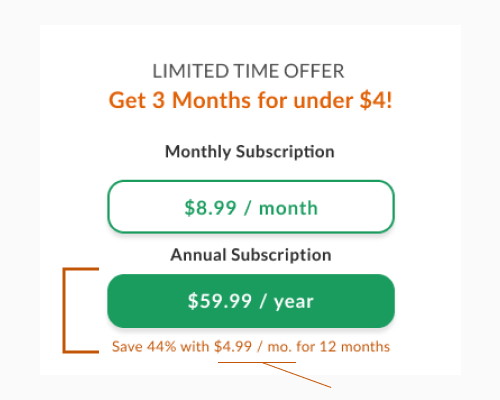 LIMITED TIME OFFER
Get 3 Months for under $4!
Monthly Subscription
$8.99 / month
Annual Subscription
$59.99 / year
Save 44% with $4.99 / mo. for 12 months